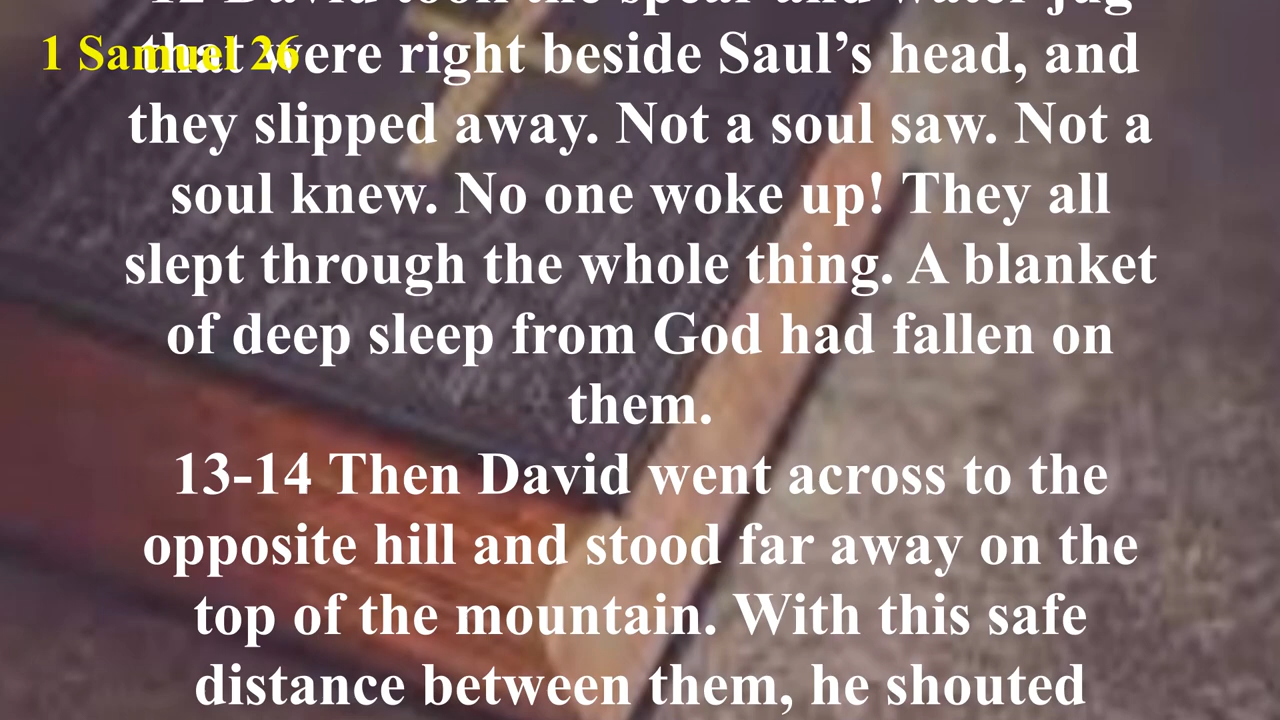 12 David took the spear and water jug
1 Samuel 26
that were right beside Saul’s head, and
they slipped away. Not a soul saw. Not a
soul knew. No one woke up! They all
slept through the whole thing. A blanket
of deep sleep from God had fallen on
them.
13-14 Then David went across to the
opposite hill and stood far away on the
top of the mountain. With this safe
distance between them, he shouted